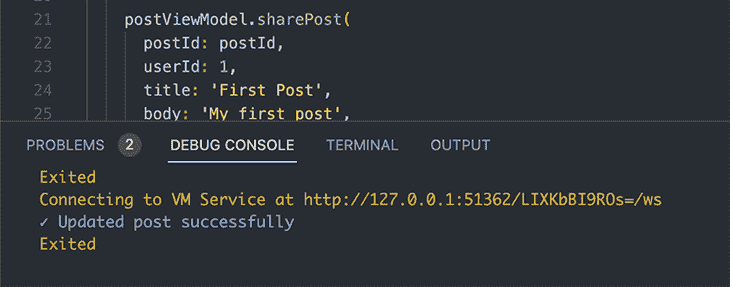 21 postViewModel.sharePost(
22 postId: postId,
23 userId: 1,
24 title: 'First Post',
25 body: 'My first post',
PROBLEMS 2 DEBUG CONSOLE TERMINAL OUTPUT
Exited
Connecting to VM Service at http://127.0.0.1:51362/LIXKbBI9ROs=/ws
✓ Updated post successfully
Exited